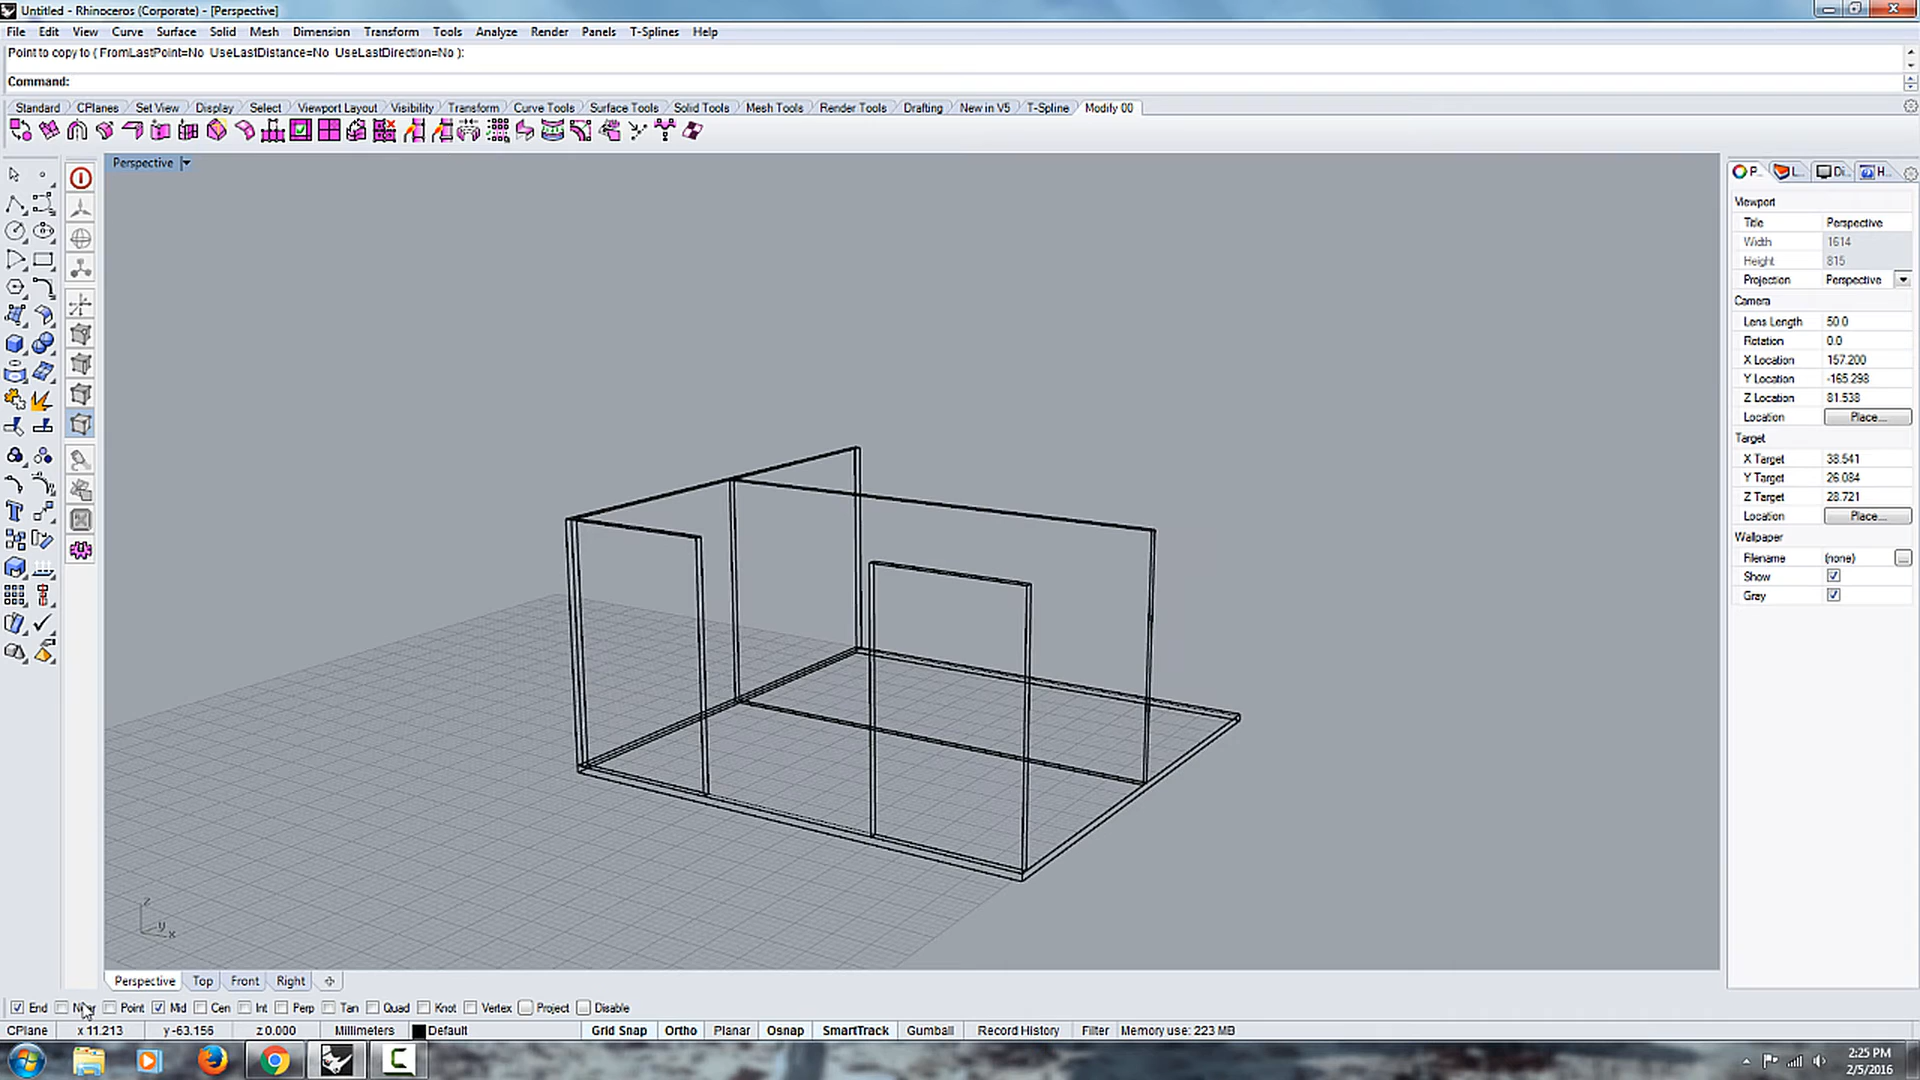 Untitled - Rhinoceros (Corporate) - [Perspective]
File Edit View Curve Surface Solid Mesh Dimension Transform Tools Analyze Render Panels T-Splines Help
Point to copy to ( FromLastPoint=No UseLastDistance=No UseLastDirection=No ):
Command:
Standard CPlanes Set View Display Select Viewport Layout Visibility Transform Curve Tools Surface Tools Solid Tools Mesh Tools Render Tools Drafting New in V5 T-Spline Modify 00
Perspective
P.. L... Di.. H..
Viewport
Title Perspective
Width 1614
Height 815
Projection Perspective
Camera
Lens Length 50.0
Rotation 0.0
X Location 157.200
Y Location -165.298
Z Location 81.538
Location Place...
Target
X Target 38.541
Y Target 26.084
Z Target 28.721
Location Place...
Wallpaper
Filename (none) ...
Show
Gray
z
y
x
Perspective Top Front Right
End Near Point Mid Cen Int Perp Tan Quad Knot Vertex Project Disable
CPlane x 11.213 y -63.156 z 0.000 Millimeters Default Grid Snap Ortho Planar Osnap SmartTrack Gumball Record History Filter Memory use: 223 MB
2:25 PM
2/5/2016